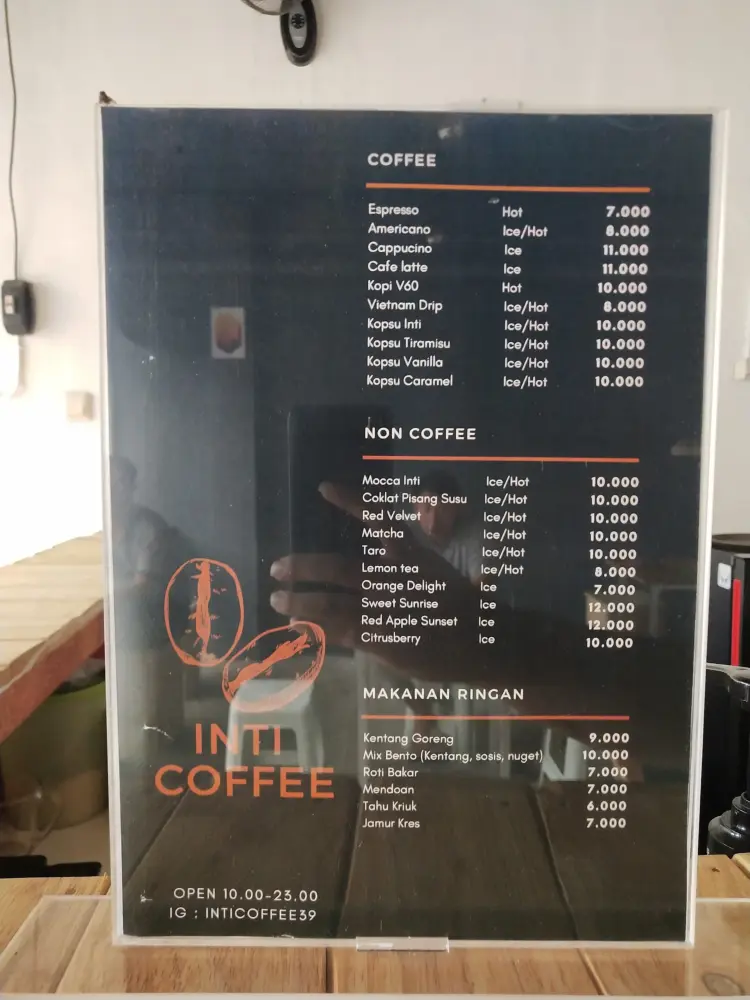 COFFEE
Espresso Hot 7.000
Americano Ice/Hot 8.000
Cappucino Ice 11.000
Cafe latte Ice 11.000
Kopi V60 Hot 10.000
Vietnam Drip Ice/Hot 8.000
Kopsu Inti Ice/Hot 10.000
Kopsu Tiramisu Ice/Hot 10.000
Kopsu Vanilla Ice/Hot 10.000
Kopsu Caramel Ice/Hot 10.000
NON COFFEE
Mocca Inti Ice/Hot 10.000
Coklat Pisang Susu Ice/Hot 10.000
Red Velvet Ice/Hot 10.000
Matcha Ice/Hot 10.000
Taro Ice/Hot 10.000
Lemon tea Ice/Hot 8.000
Orange Delight Ice 7.000
Sweet Sunrise Ice 12.000
Red Apple Sunset Ice 12.000
Citrusberry Ice 10.000
MAKANAN RINGAN
Kentang Goreng 9.000
Mix Bento (Kentang, sosis, nuget) 10.000
Roti Bakar 7.000
Mendoan 7.000
Tahu Kriuk 6.000
Jamur Kres 7.000
INTI
COFFEE
OPEN 10.00-23.00
IG : INTICOFFEE39